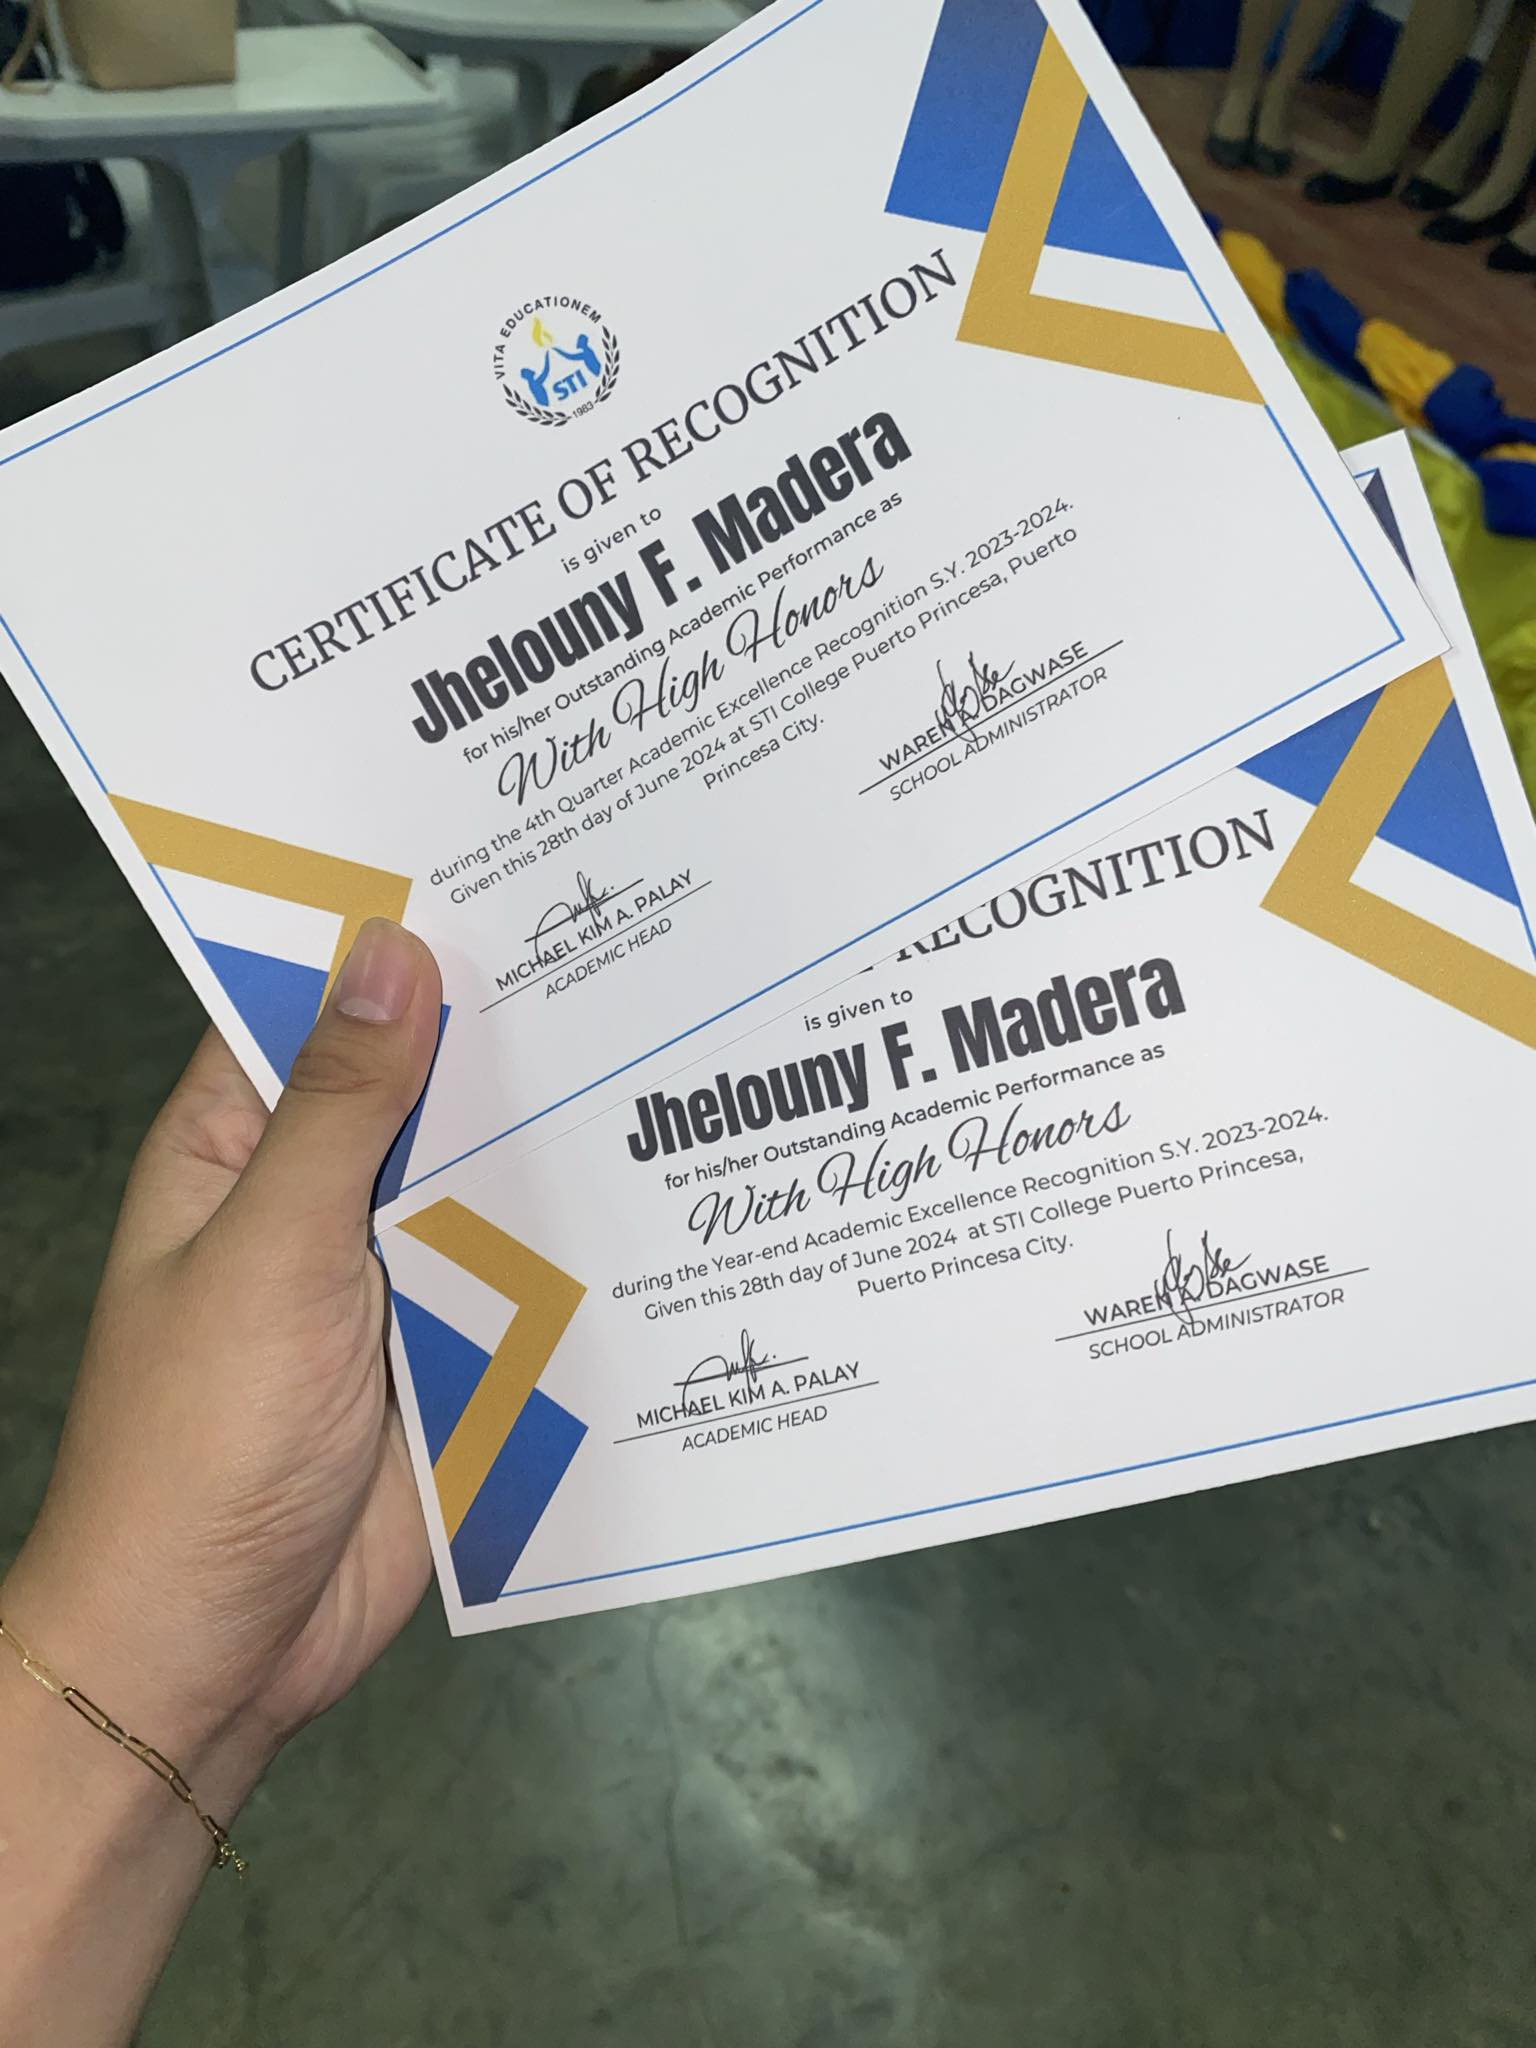 VITA EDUCATIONEM
STI
1983
CERTIFICATE OF RECOGNITION
is given to
Jhelouny F. Madera
for his/her Outstanding Academic Performance as
With High Honors
during the 4th Quarter Academic Excellence Recognition S.Y. 2023-2024.
Given this 28th day of June 2024 at STI College Puerto Princesa, Puerto
Princesa City.
MICHAEL KIM A. PALAY
ACADEMIC HEAD
WAREN A. DAGWASE
SCHOOL ADMINISTRATOR
RECOGNITION
is given to
Jhelouny F. Madera
for his/her Outstanding Academic Performance as
With High Honors
during the Year-end Academic Excellence Recognition S.Y. 2023-2024.
Given this 28th day of June 2024 at STI College Puerto Princesa,
Puerto Princesa City.
MICHAEL KIM A. PALAY
ACADEMIC HEAD
WAREN A. DAGWASE
SCHOOL ADMINISTRATOR